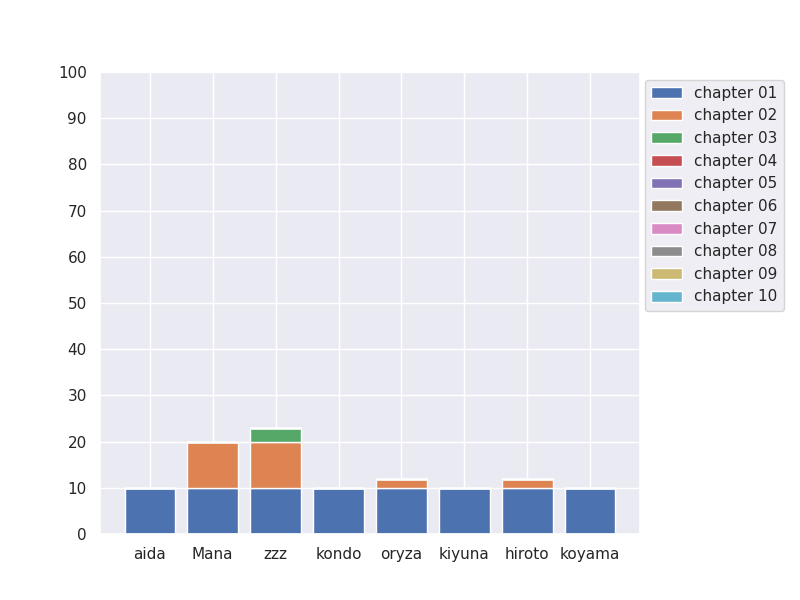 100
90
80
70
60
50
40
30
20
10
0
aida Mana zzz kondo oryza kiyuna hiroto koyama
chapter 01
chapter 02
chapter 03
chapter 04
chapter 05
chapter 06
chapter 07
chapter 08
chapter 09
chapter 10